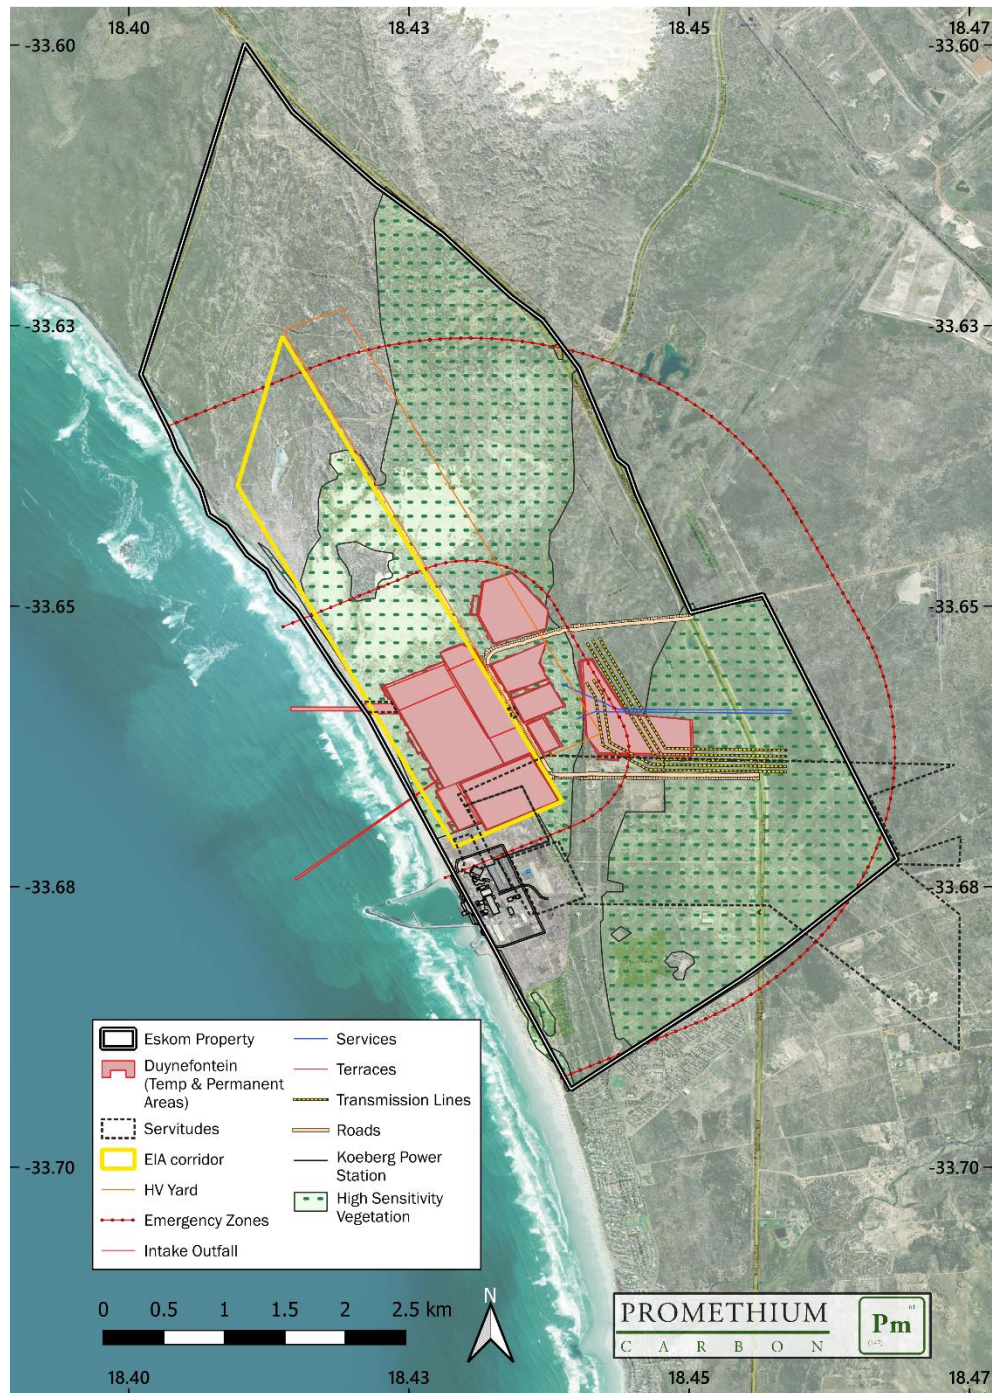 18.40
18.43
18.45
18.47
-33.60
-33.60
-33.63
-33.63
-33.65
-33.65
-33.68
-33.68
-33.70
-33.70
Eskom Property
Duynefontein
(Temp & Permanent
Areas)
Servitudes
EIA corridor
HV Yard
Emergency Zones
Intake Outfall
Services
Terraces
Transmission Lines
Roads
Koeberg Power
Station
High Sensitivity
Vegetation
0 0.5 1 1.5 2 2.5 km
N
PROMETHIUM
CARBON
61
Pm
(147)
18.40
18.43
18.45
18.47